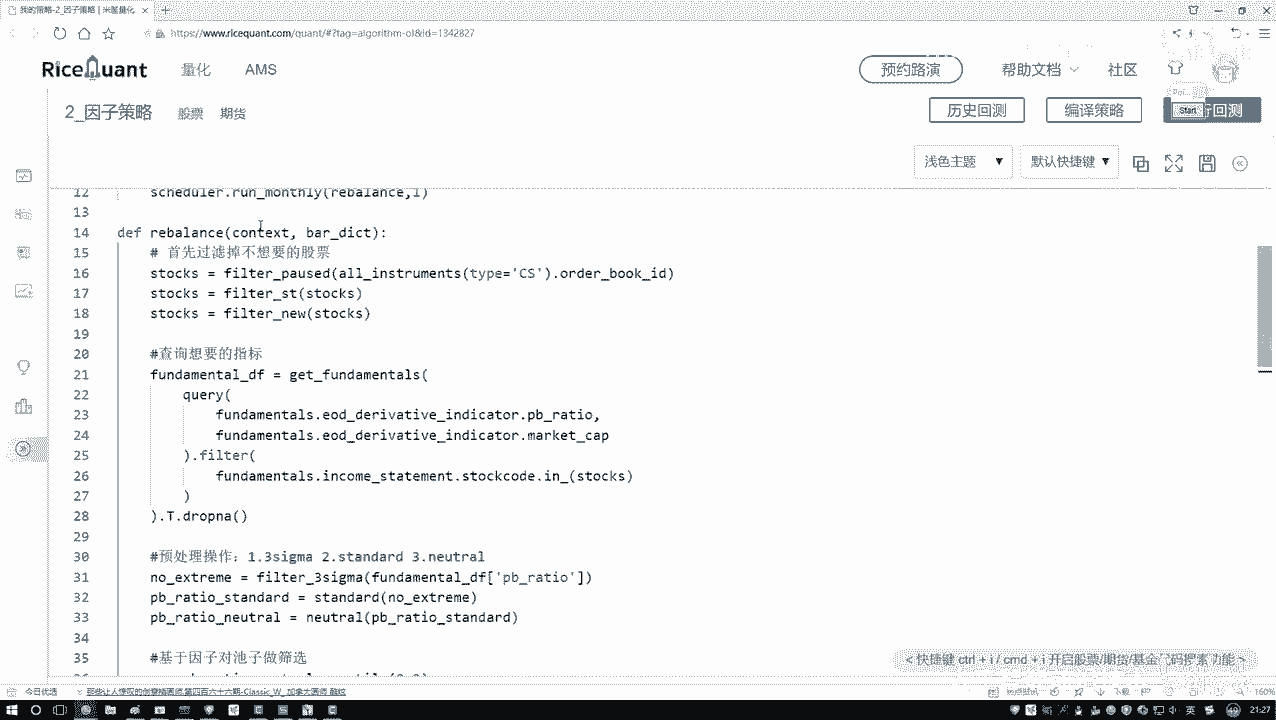 我的策略-2_因子策略 | 米筐量化
https://www.ricequant.com/quant/#?tag=algorithm-ol&id=1342827
RiceQuant 量化 AMS 预约路演 帮助文档 社区
2_因子策略 股票 期货 历史回测 编译策略 Start 回测
浅色主题 默认快捷键
12 scheduler.run_monthly(rebalance,1)
13
14 def rebalance(context, bar_dict):
15 # 首先过滤掉不想要的股票
16 stocks = filter_paused(all_instruments(type='CS').order_book_id)
17 stocks = filter_st(stocks)
18 stocks = filter_new(stocks)
19
20 #查询想要的指标
21 fundamental_df = get_fundamentals(
22 query(
23 fundamentals.eod_derivative_indicator.pb_ratio,
24 fundamentals.eod_derivative_indicator.market_cap
25 ).filter(
26 fundamentals.income_statement.stockcode.in_(stocks)
27 )
28 ).T.dropna()
29
30 #预处理操作：1.3sigma 2.standard 3.neutral
31 no_extreme = filter_3sigma(fundamental_df['pb_ratio'])
32 pb_ratio_standard = standard(no_extreme)
33 pb_ratio_neutral = neutral(pb_ratio_standard)
34
35 #基于因子对池子做筛选
< 快捷键 ctrl + i / cmd + i 开启股票/期货/基金代码搜索功能 >
今日优选 160%
英 21:27